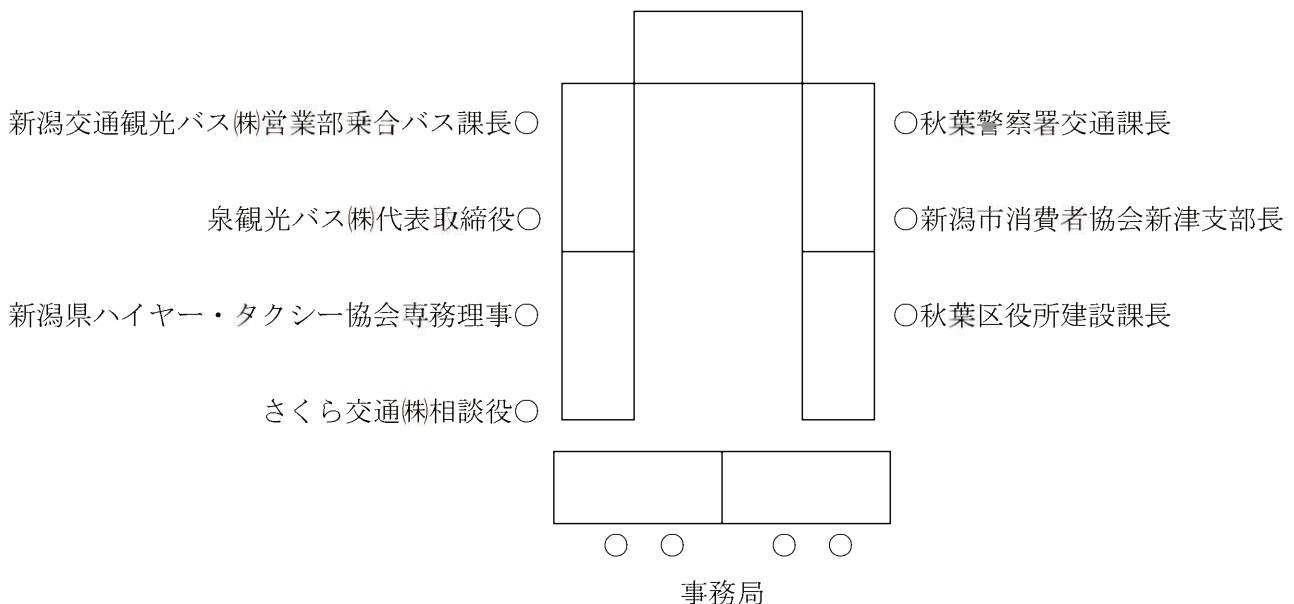 新潟交通観光バス㈱営業部乗合バス課長○
○秋葉警察署交通課長
泉観光バス㈱代表取締役○
○新潟市消費者協会新津支部長
新潟県ハイヤー・タクシー協会専務理事○
○秋葉区役所建設課長
さくら交通㈱相談役○
○ ○ ○ ○
事務局